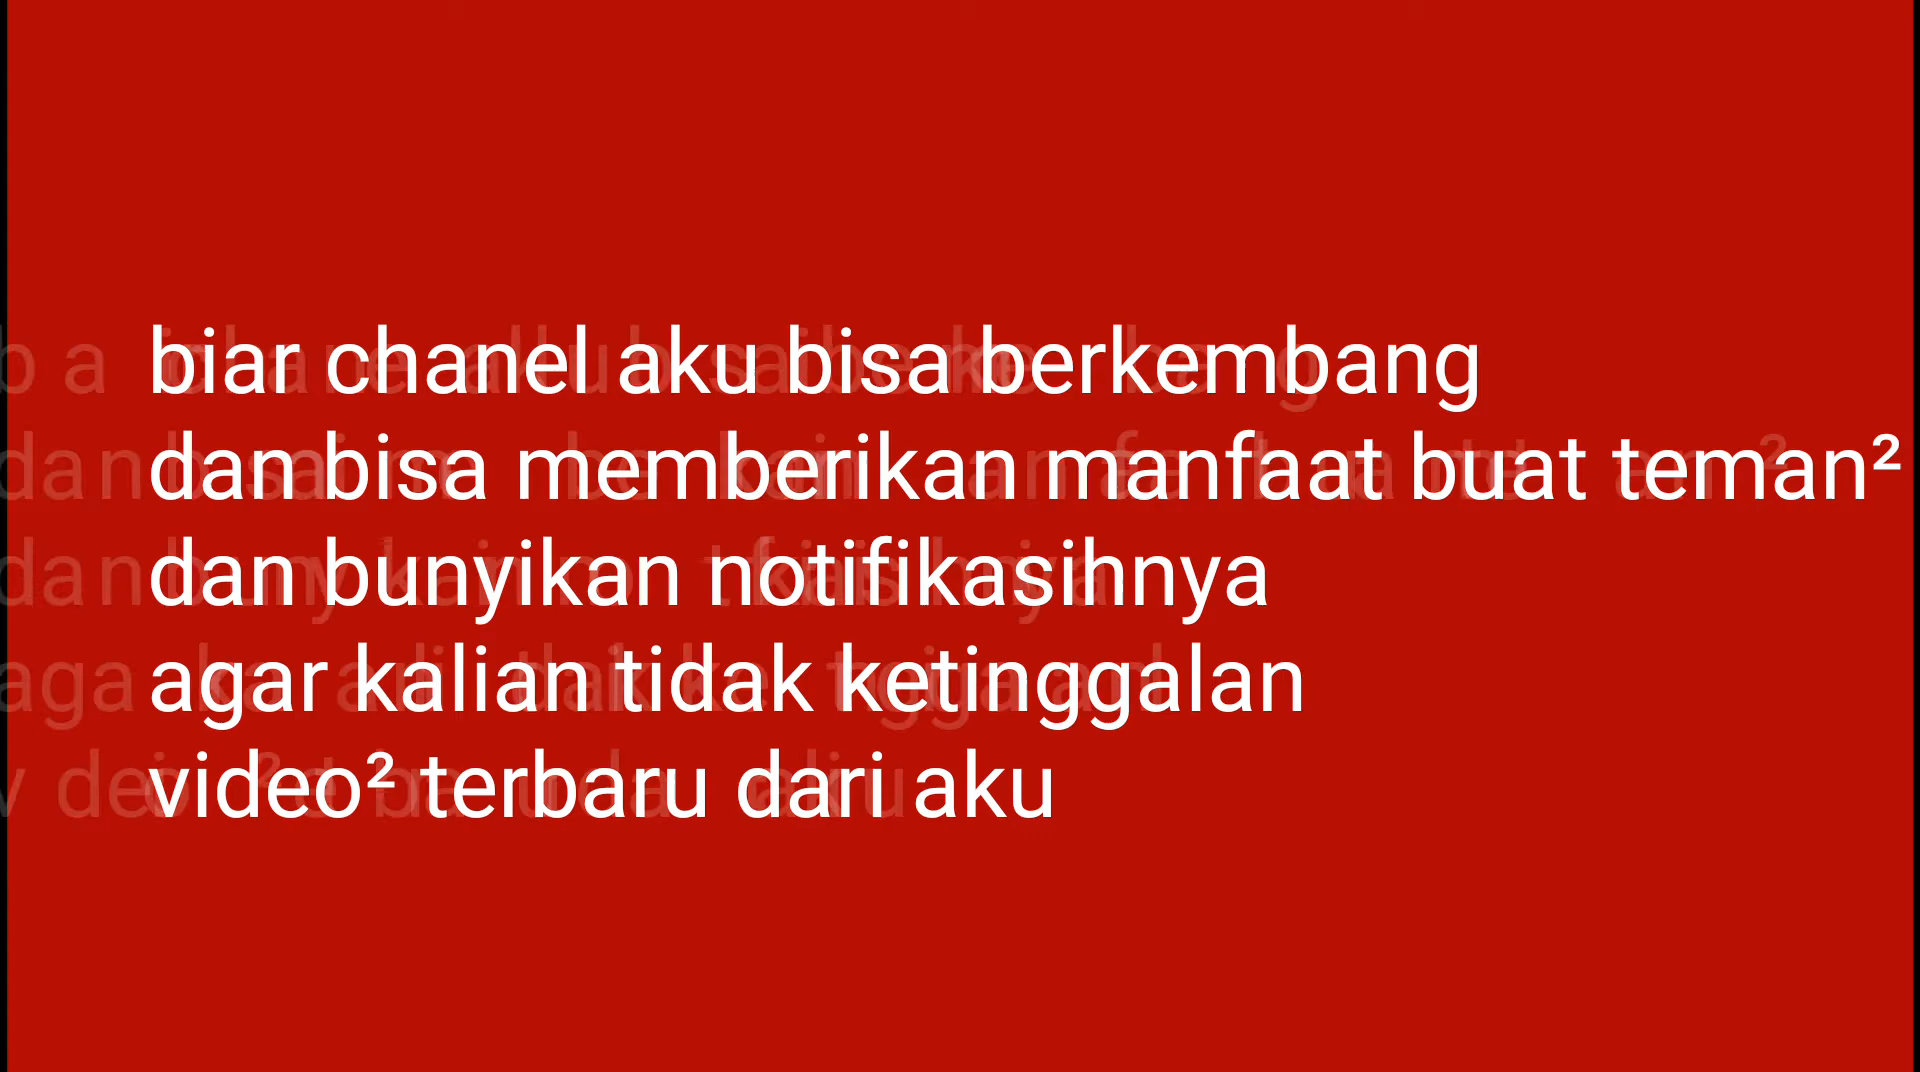 biar chanel aku bisa berkembang
dan bisa memberikan manfaat buat teman²
dan bunyikan notifikasihnya
agar kalian tidak ketinggalan
video² terbaru dari aku